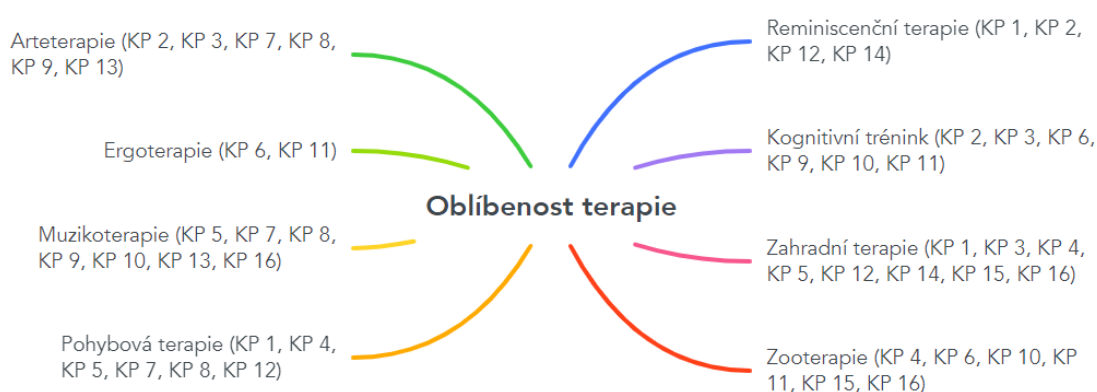 Arteterapie (KP 2, KP 3, KP 7, KP 8,
KP 9, KP 13)
Ergoterapie (KP 6, KP 11)
Muzikoterapie (KP 5, KP 7, KP 8,
KP 9, KP 10, KP 13, KP 16)
Pohybová terapie (KP 1, KP 4,
KP 5, KP 7, KP 8, KP 12)
Oblíbenost terapie
Reminiscenční terapie (KP 1, KP 2,
KP 12, KP 14)
Kognitivní trénink (KP 2, KP 3, KP 6,
KP 9, KP 10, KP 11)
Zahradní terapie (KP 1, KP 3, KP 4,
KP 5, KP 12, KP 14, KP 15, KP 16)
Zooterapie (KP 4, KP 6, KP 10, KP
11, KP 15, KP 16)